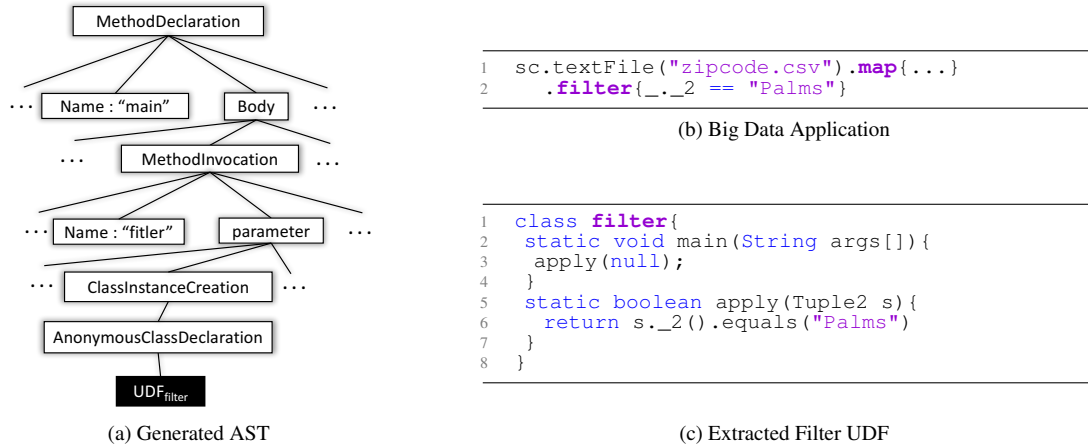 MethodDeclaration
... Name : “main” Body ...
... MethodInvocation ...
... Name : “fitler” parameter ...
... ClassInstanceCreation ...
AnonymousClassDeclaration
UDFfilter
(a) Generated AST
1 sc.textFile("zipcode.csv").map{...}
2 .filter{_._2 == "Palms"}
(b) Big Data Application
1 class filter{
2 static void main(String args[]){
3 apply(null);
4 }
5 static boolean apply(Tuple2 s){
6 return s._2().equals("Palms")
7 }
8 }
(c) Extracted Filter UDF